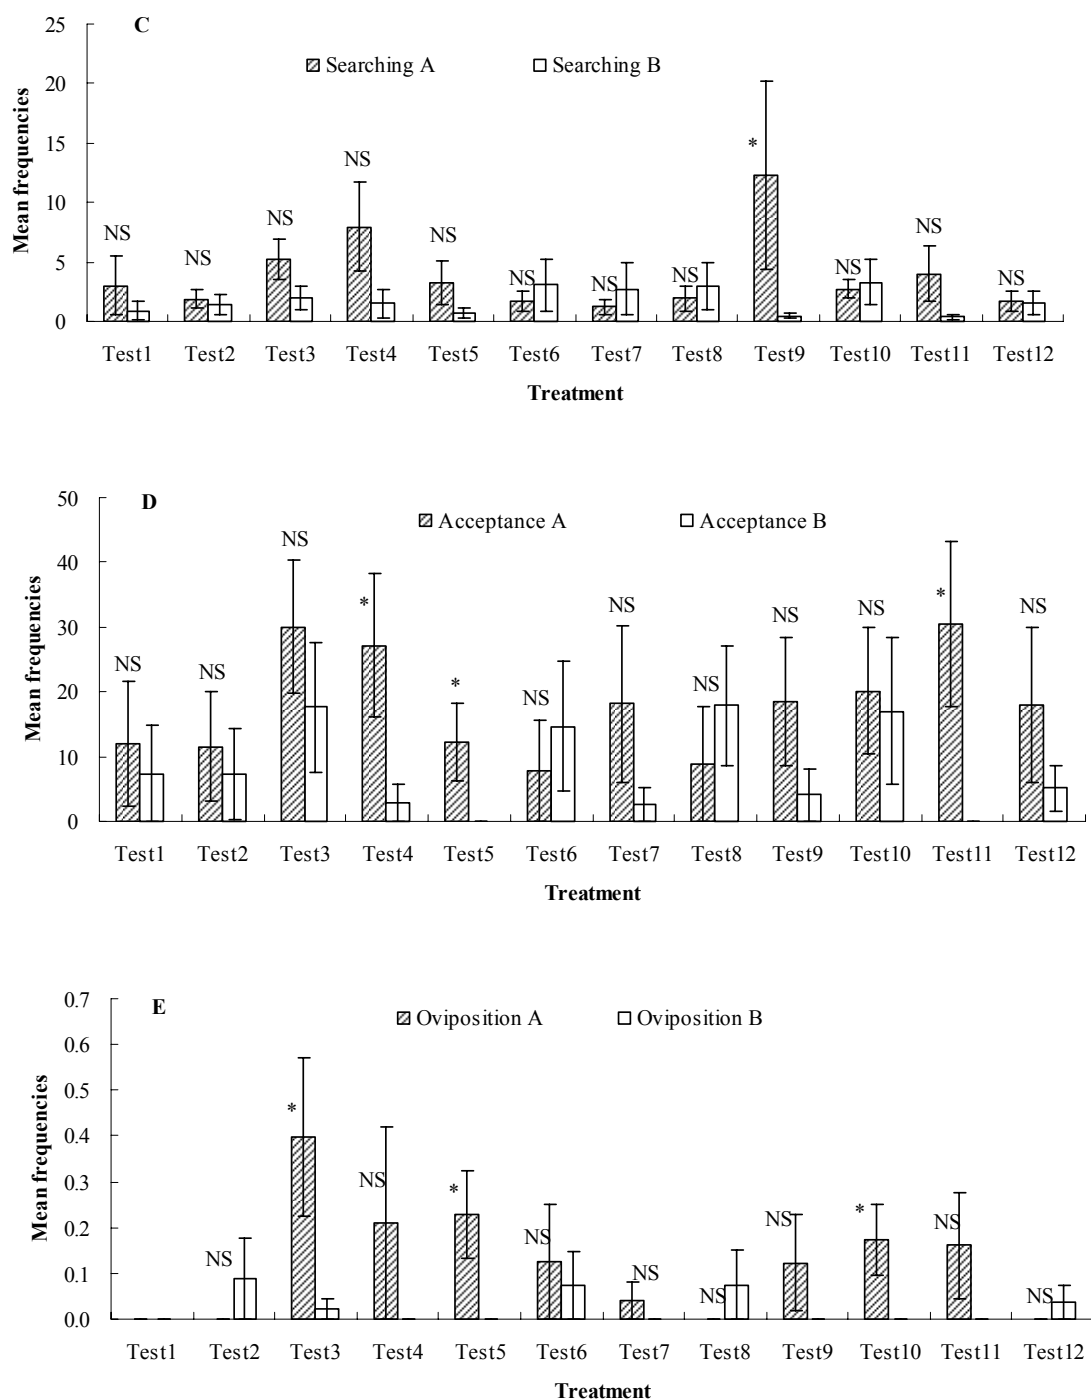 C
Searching A Searching B
Mean frequencies
25
20
15
10
5
0
NS NS NS NS NS NS NS NS * NS NS NS
Test1 Test2 Test3 Test4 Test5 Test6 Test7 Test8 Test9 Test10 Test11 Test12
Treatment
D
Acceptance A Acceptance B
Mean frequencies
50
40
30
20
10
0
NS NS NS * * NS NS NS NS NS * NS
Test1 Test2 Test3 Test4 Test5 Test6 Test7 Test8 Test9 Test10 Test11 Test12
Treatment
E
Oviposition A Oviposition B
Mean frequencies
0.7
0.6
0.5
0.4
0.3
0.2
0.1
0.0
NS * NS * NS NS NS NS * NS NS
Test1 Test2 Test3 Test4 Test5 Test6 Test7 Test8 Test9 Test10 Test11 Test12
Treatment